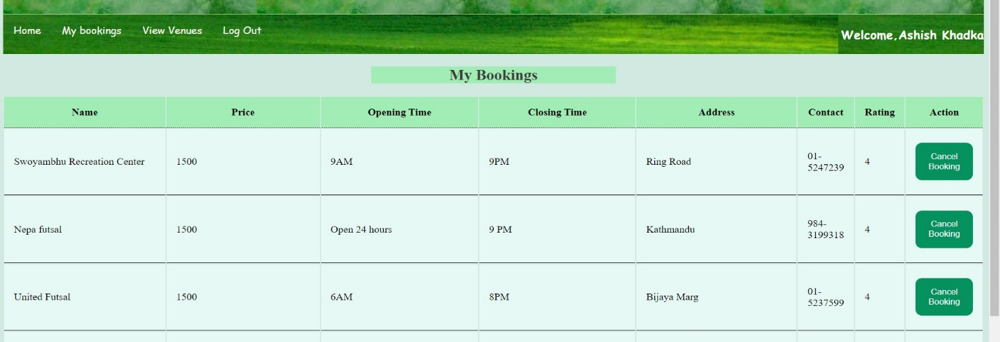 Home My bookings View Venues Log Out
Welcome,Ashish Khadka
My Bookings
Name Price Opening Time Closing Time Address Contact Rating Action
Swoyambhu Recreation Center 1500 9AM 9PM Ring Road 01-
5247239 4 Cancel
Booking
Nepa futsal 1500 Open 24 hours 9 PM Kathmandu 984-
3199318 4 Cancel
Booking
United Futsal 1500 6AM 8PM Bijaya Marg 01-
5237599 4 Cancel
Booking